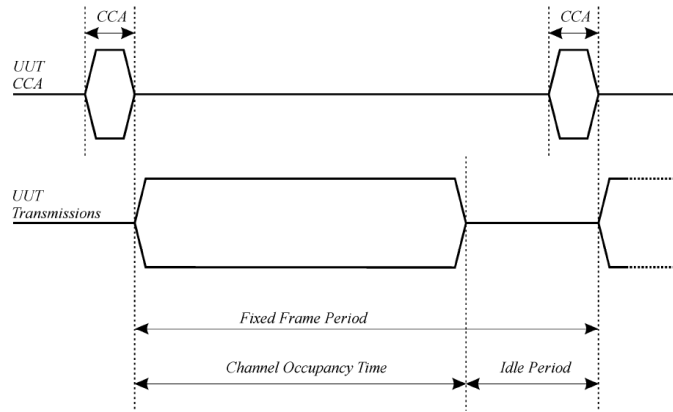 CCA
CCA
UUT
CCA
UUT
Transmissions
Fixed Frame Period
Channel Occupancy Time
Idle Period